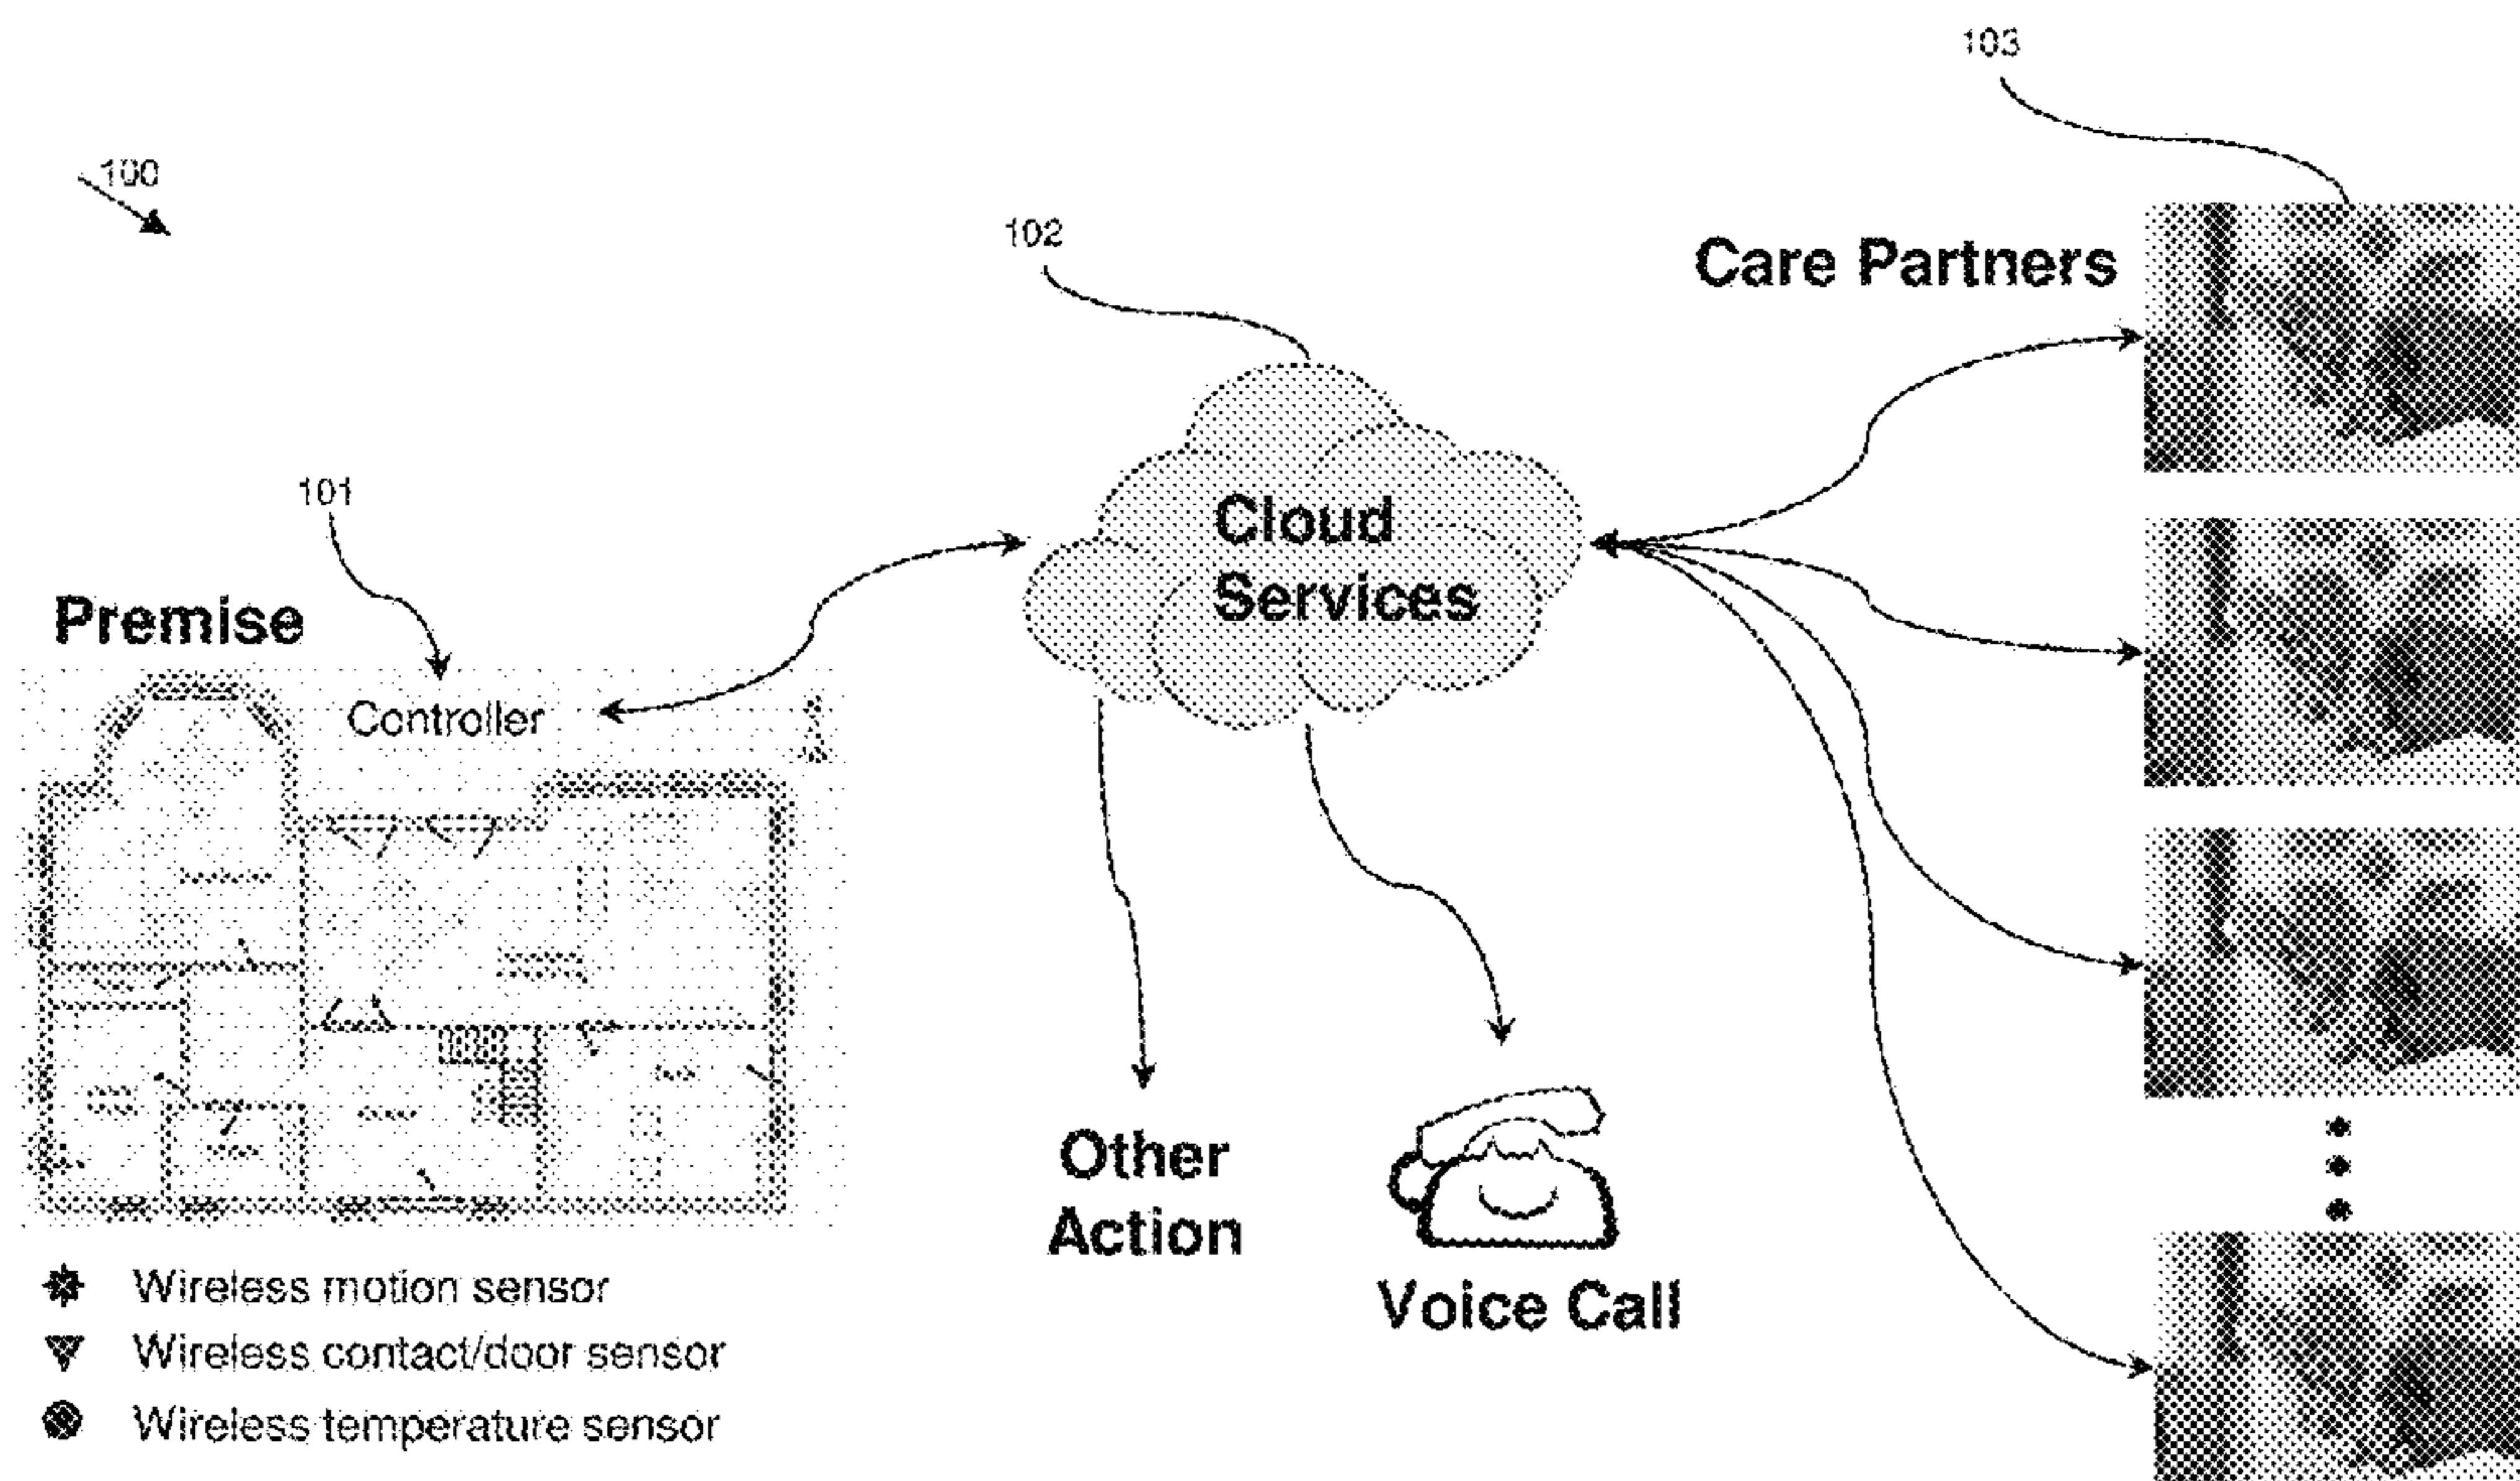 103
100
102
Care Partners
101
Cloud
Services
Premise
Controller
Other
Action
Voice Call
Wireless motion sensor
Wireless contact/door sensor
Wireless temperature sensor